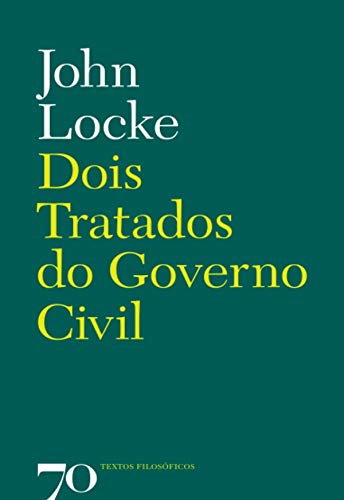 John
Locke
Dois
Tratados
do Governo
Civil
70 TEXTOS FILOSÓFICOS